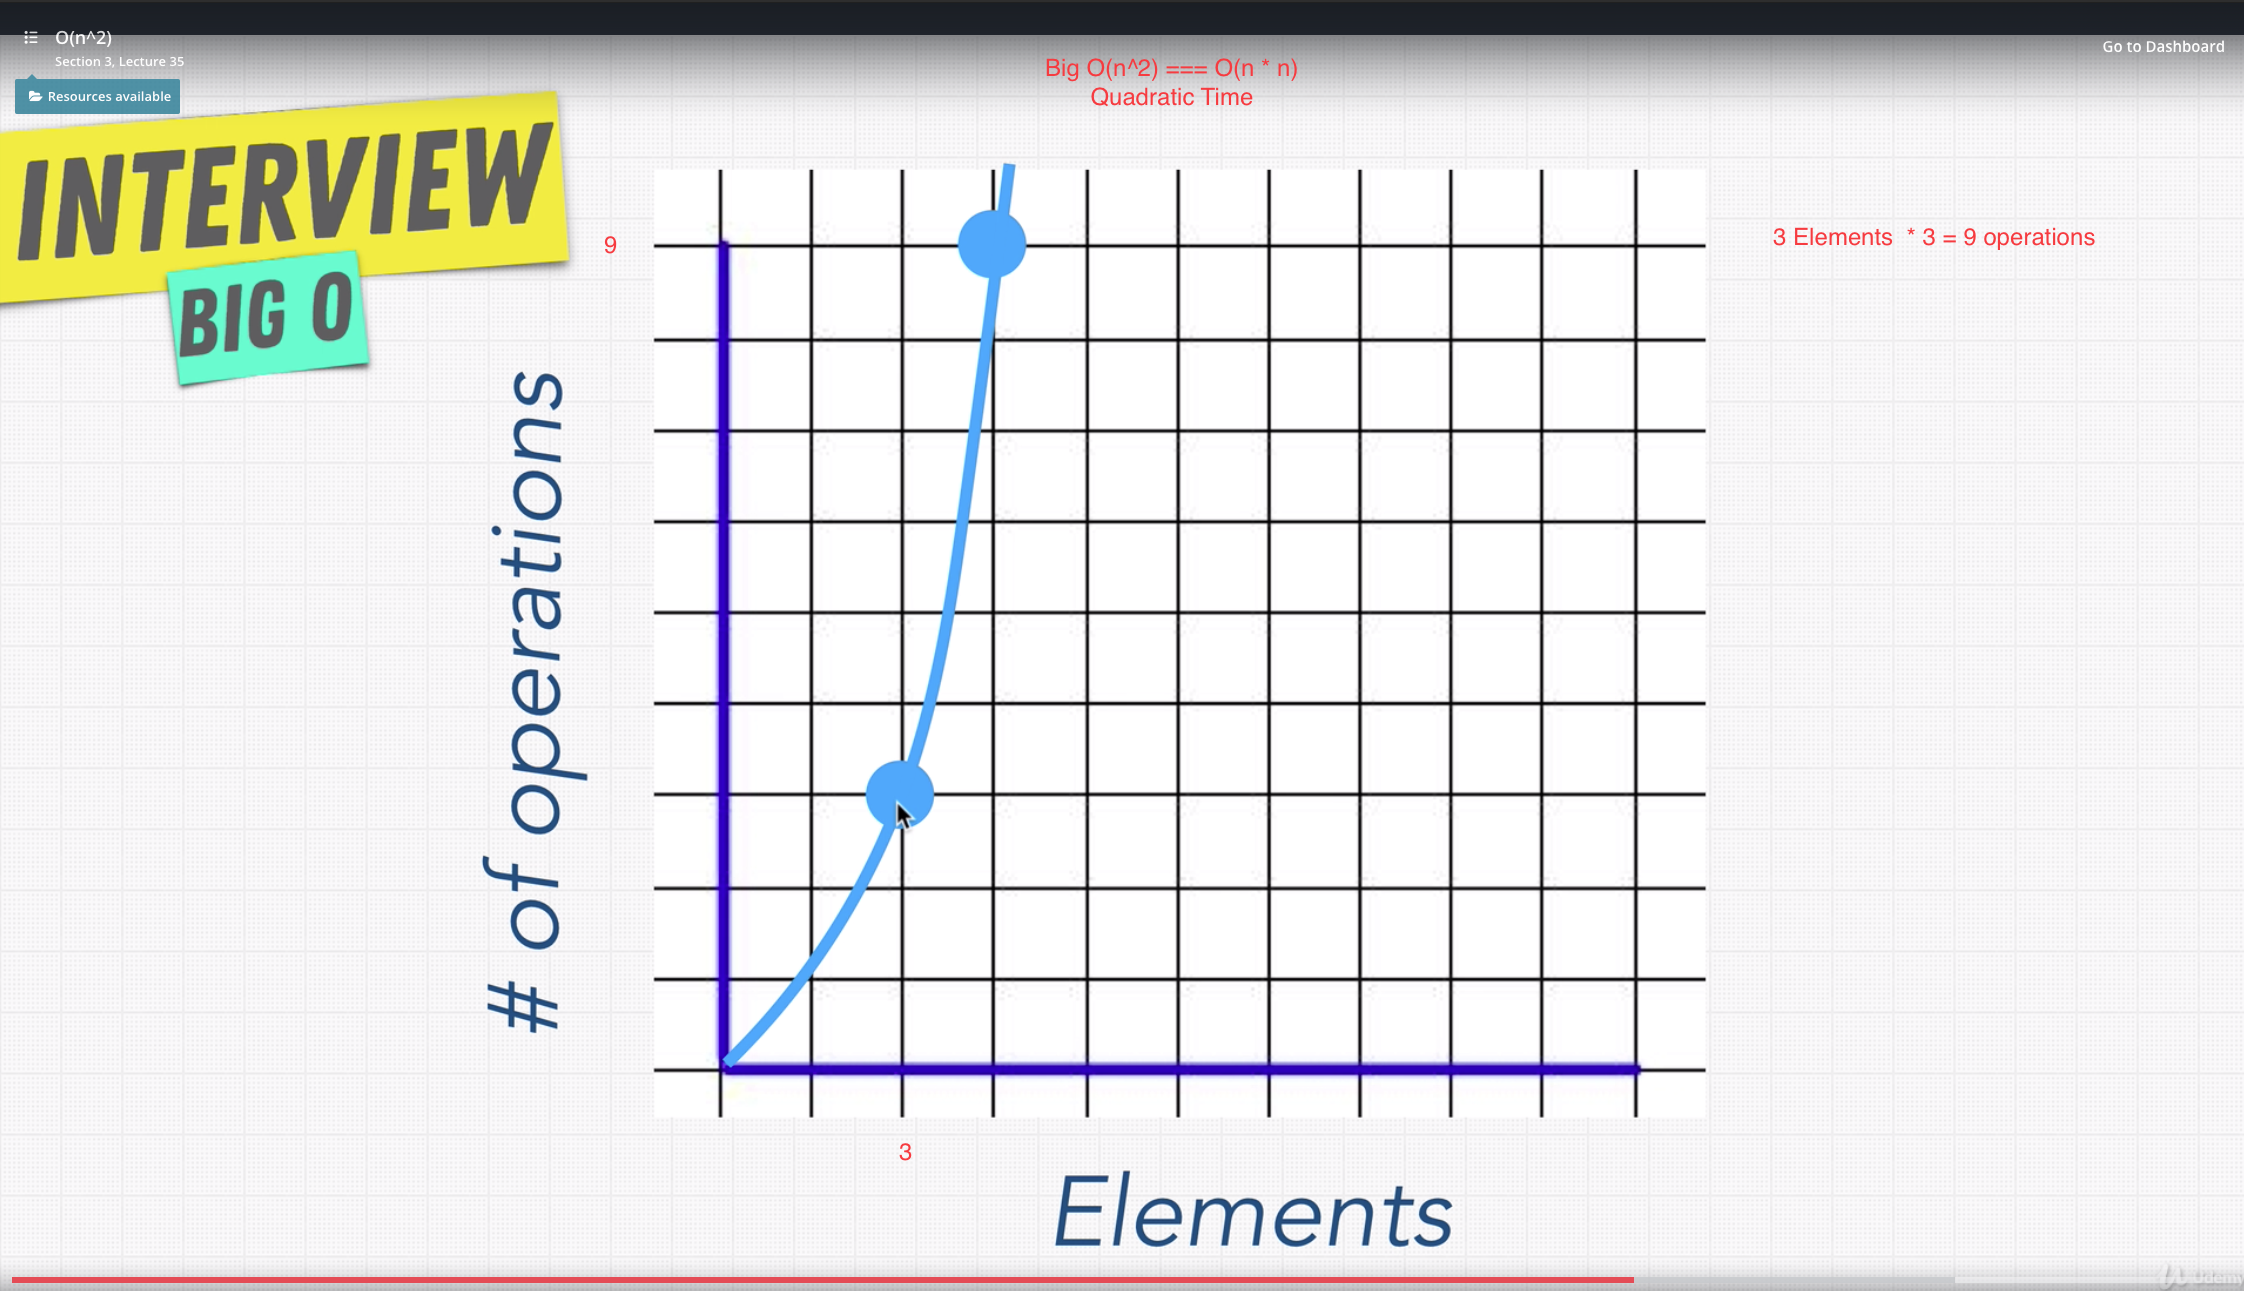 O(n^2)
Section 3, Lecture 35
Go to Dashboard
Resources available
Big O(n^2) === O(n * n)
Quadratic Time
INTERVIEW
BIG O
9
3 Elements * 3 = 9 operations
# of operations
3
Elements
Udemy